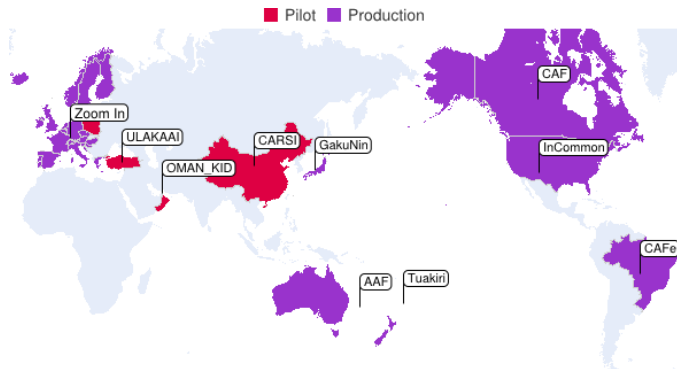 Pilot Production
CAF
Zoom In
ULAKAAI
CARSI
GakuNin
InCommon
OMAN_KID
CAFe
AAF
Tuakiri